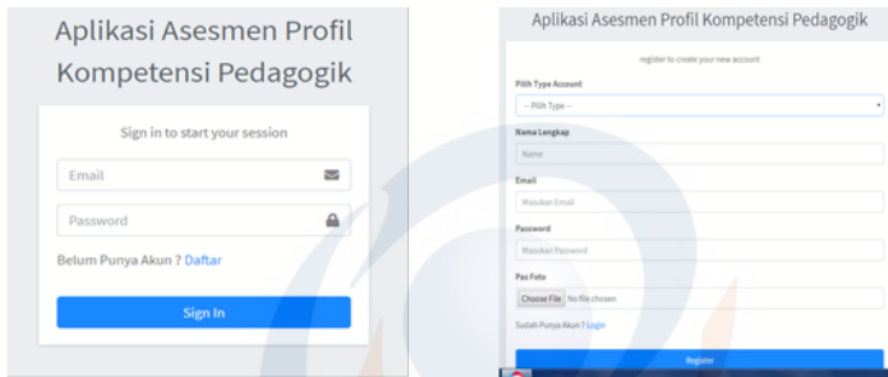 Aplikasi Asesmen Profil
Kompetensi Pedagogik
Sign in to start your session
Email
Password
Belum Punya Akun ? Daftar
Sign In
Aplikasi Asesmen Profil Kompetensi Pedagogik
register to create your new account
Pilih Type Account
-- Pilih Type --
Nama Lengkap
Name
Email
Masukan Email
Password
Masukan Password
Pas Foto
Choose File No file chosen
Sudah Punya Akun ? Login
Register